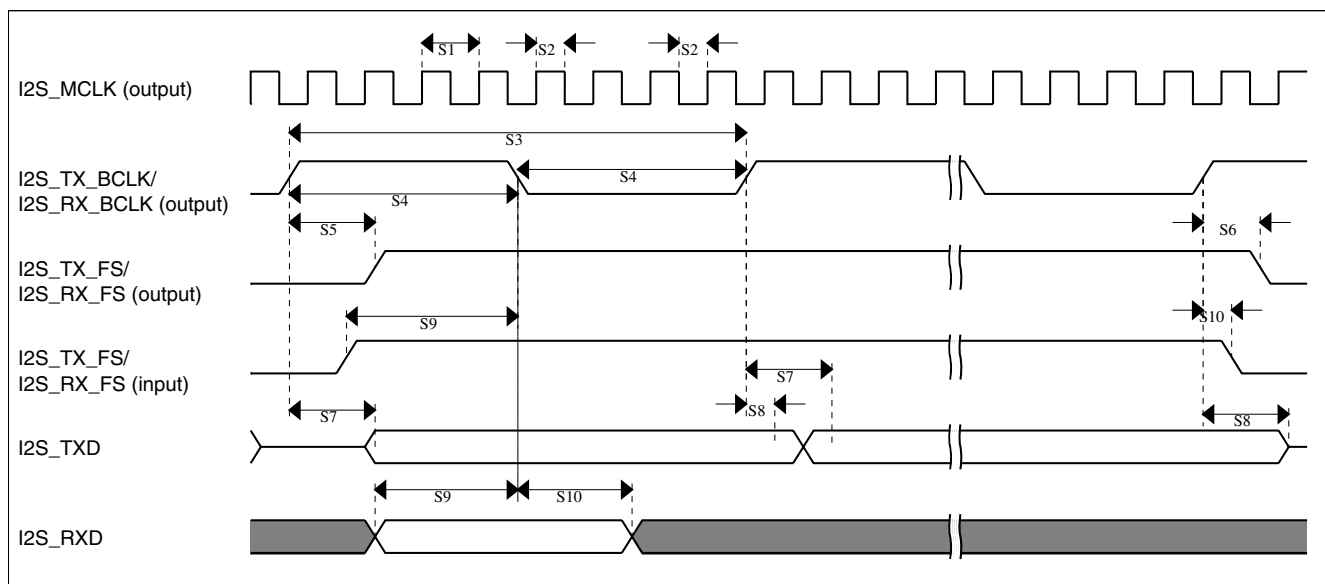 S1
S2
S2
I2S_MCLK (output)
S3
I2S_TX_BCLK/
I2S_RX_BCLK (output)
S4
S4
S5
S6
I2S_TX_FS/
I2S_RX_FS (output)
S9
S10
I2S_TX_FS/
I2S_RX_FS (input)
S7
S7
S8
S8
I2S_TXD
S9
S10
I2S_RXD